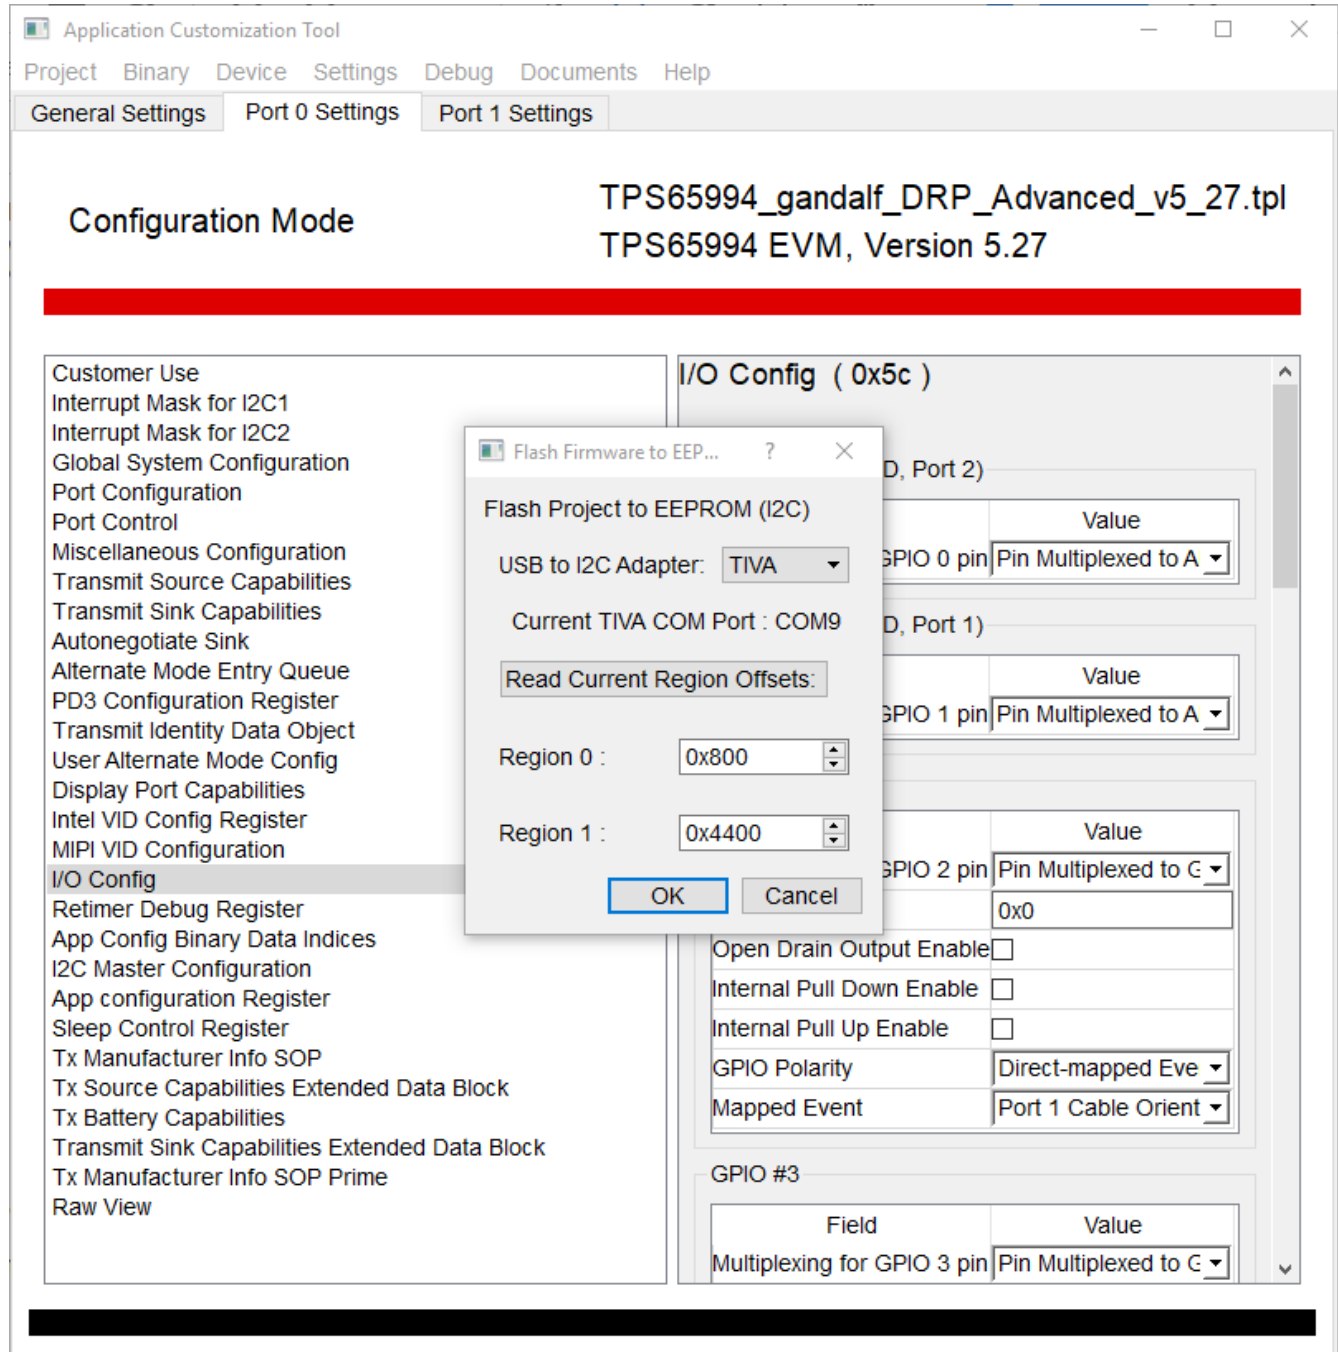 Application Customization Tool
Project Binary Device Settings Debug Documents Help
General Settings Port 0 Settings Port 1 Settings
Configuration Mode
TPS65994_gandalf_DRP_Advanced_v5_27.tpl
TPS65994 EVM, Version 5.27
Customer Use
Interrupt Mask for I2C1
Interrupt Mask for I2C2
Global System Configuration
Port Configuration
Port Control
Miscellaneous Configuration
Transmit Source Capabilities
Transmit Sink Capabilities
Autonegotiate Sink
Alternate Mode Entry Queue
PD3 Configuration Register
Transmit Identity Data Object
User Alternate Mode Config
Display Port Capabilities
Intel VID Config Register
MIPI VID Configuration
I/O Config
Retimer Debug Register
App Config Binary Data Indices
I2C Master Configuration
App configuration Register
Sleep Control Register
Tx Manufacturer Info SOP
Tx Source Capabilities Extended Data Block
Tx Battery Capabilities
Transmit Sink Capabilities Extended Data Block
Tx Manufacturer Info SOP Prime
Raw View
Flash Firmware to EEP... ?
Flash Project to EEPROM (I2C)
USB to I2C Adapter: TIVA
Current TIVA COM Port : COM9
Read Current Region Offsets:
Region 0 : 0x800
Region 1 : 0x4400
OK Cancel
I/O Config ( 0x5c )
D, Port 2)
Value
GPIO 0 pin Pin Multiplexed to A
D, Port 1)
Value
GPIO 1 pin Pin Multiplexed to A
Value
GPIO 2 pin Pin Multiplexed to G
0x0
Open Drain Output Enable
Internal Pull Down Enable
Internal Pull Up Enable
GPIO Polarity Direct-mapped Eve
Mapped Event Port 1 Cable Orient
GPIO #3
Field Value
Multiplexing for GPIO 3 pin Pin Multiplexed to G